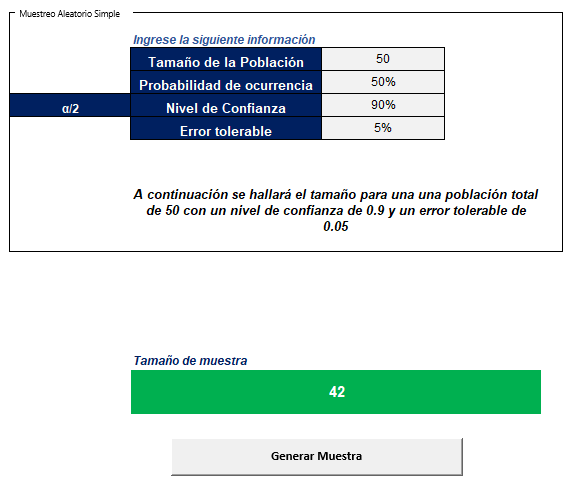 Muestreo Aleatorio Simple
Ingrese la siguiente información
Tamaño de la Población 50
Probabilidad de ocurrencia 50%
α/2 Nivel de Confianza 90%
Error tolerable 5%
A continuación se hallará el tamaño para una una población total
de 50 con un nivel de confianza de 0.9 y un error tolerable de
0.05
Tamaño de muestra
42
Generar Muestra